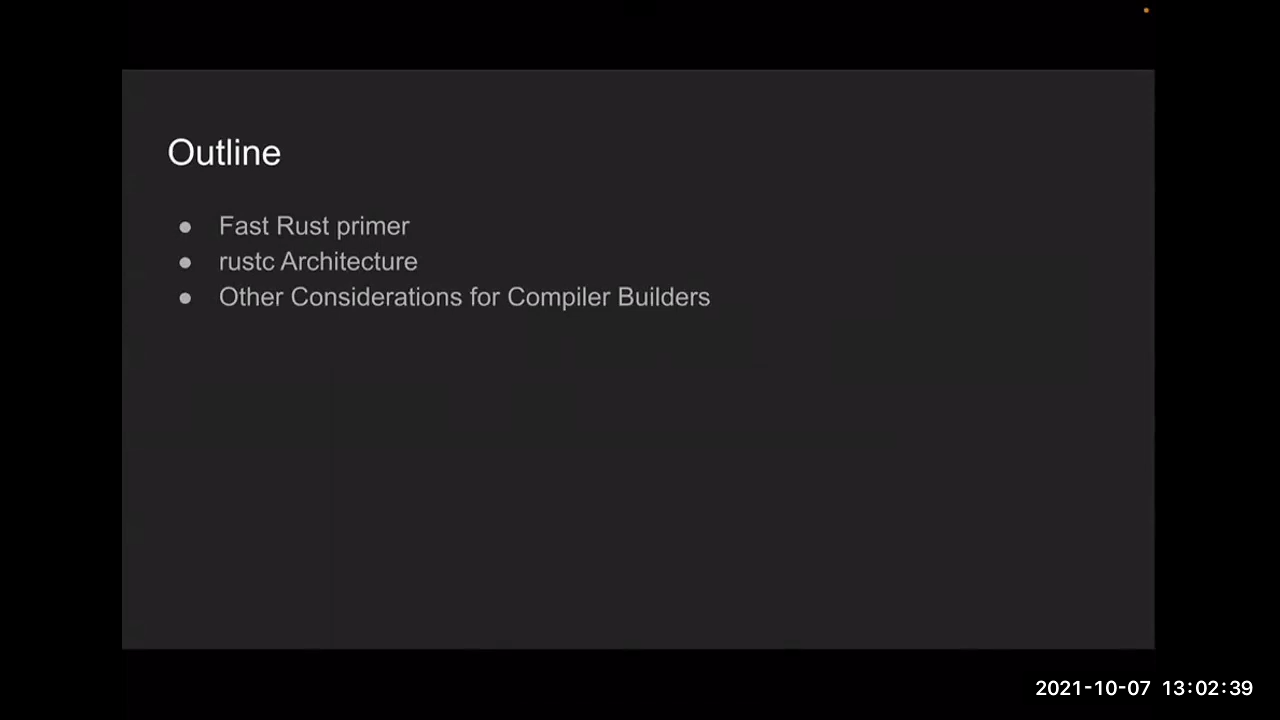 Outline
● Fast Rust primer
● rustc Architecture
● Other Considerations for Compiler Builders
2021-10-07 13:02:39